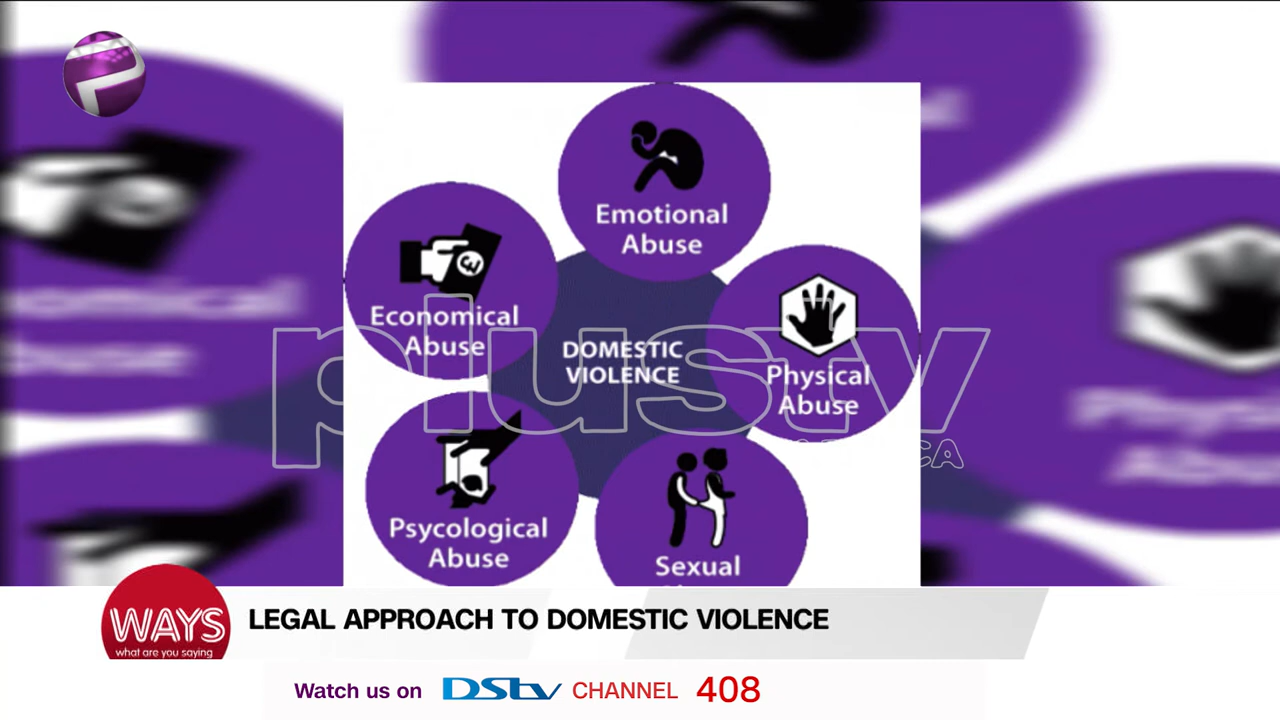 Emotional
Abuse
Economical
Abuse
DOMESTIC
VIOLENCE
Physical
Abuse
plustv
Psycological
Abuse
Sexual
WAYS
what are you saying
LEGAL APPROACH TO DOMESTIC VIOLENCE
Watch us on DStv CHANNEL 408